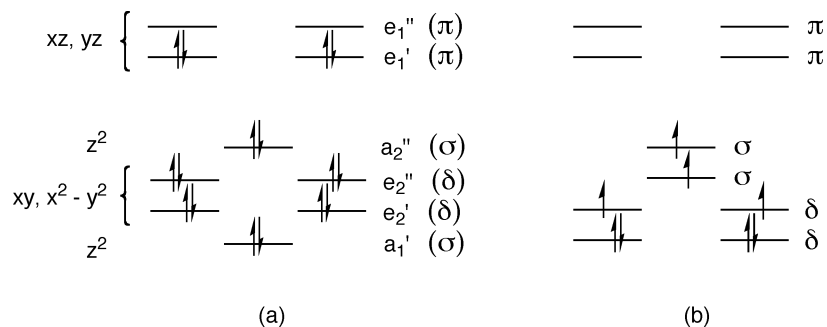 xz, yz e₁'' (π) π
e₁' (π) π
z² a₂'' (σ) σ
e₂'' (δ) σ
xy, x² - y² e₂' (δ) δ
z² a₁' (σ) δ
(a) (b)